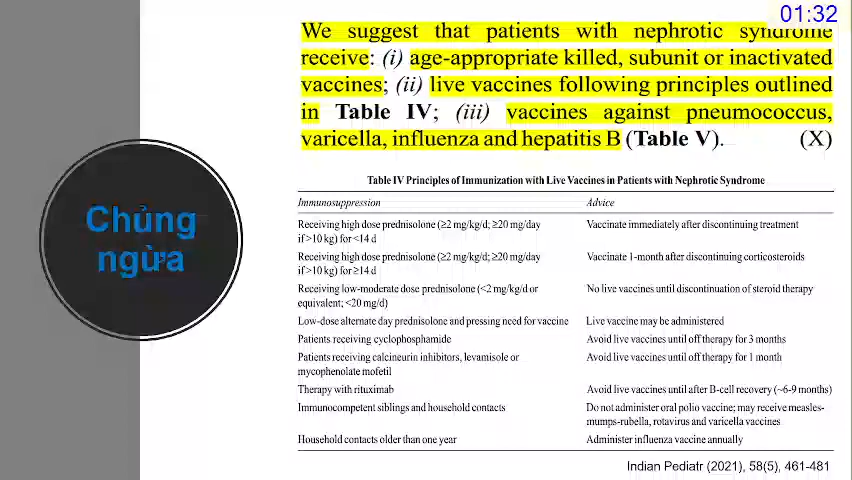 01:32
We suggest that patients with nephrotic syndrome
receive: (i) age-appropriate killed, subunit or inactivated
vaccines; (ii) live vaccines following principles outlined
in Table IV; (iii) vaccines against pneumococcus,
varicella, influenza and hepatitis B (Table V). (X)
Chủng
ngừa
Table IV Principles of Immunization with Live Vaccines in Patients with Nephrotic Syndrome
Immunosuppression Advice
Receiving high dose prednisolone (≥2 mg/kg/d; ≥20 mg/day Vaccinate immediately after discontinuing treatment
if >10 kg) for <14 d
Receiving high dose prednisolone (≥2 mg/kg/d; ≥20 mg/day Vaccinate 1-month after discontinuing corticosteroids
if >10 kg) for ≥14 d
Receiving low-moderate dose prednisolone (<2 mg/kg/d or No live vaccines until discontinuation of steroid therapy
equivalent; <20 mg/d)
Low-dose alternate day prednisolone and pressing need for vaccine Live vaccine may be administered
Patients receiving cyclophosphamide Avoid live vaccines until off therapy for 3 months
Patients receiving calcineurin inhibitors, levamisole or Avoid live vaccines until off therapy for 1 month
mycophenolate mofetil
Therapy with rituximab Avoid live vaccines until after B-cell recovery (~6-9 months)
Immunocompetent siblings and household contacts Do not administer oral polio vaccine; may receive measles-
mumps-rubella, rotavirus and varicella vaccines
Household contacts older than one year Administer influenza vaccine annually
Indian Pediatr (2021), 58(5), 461-481